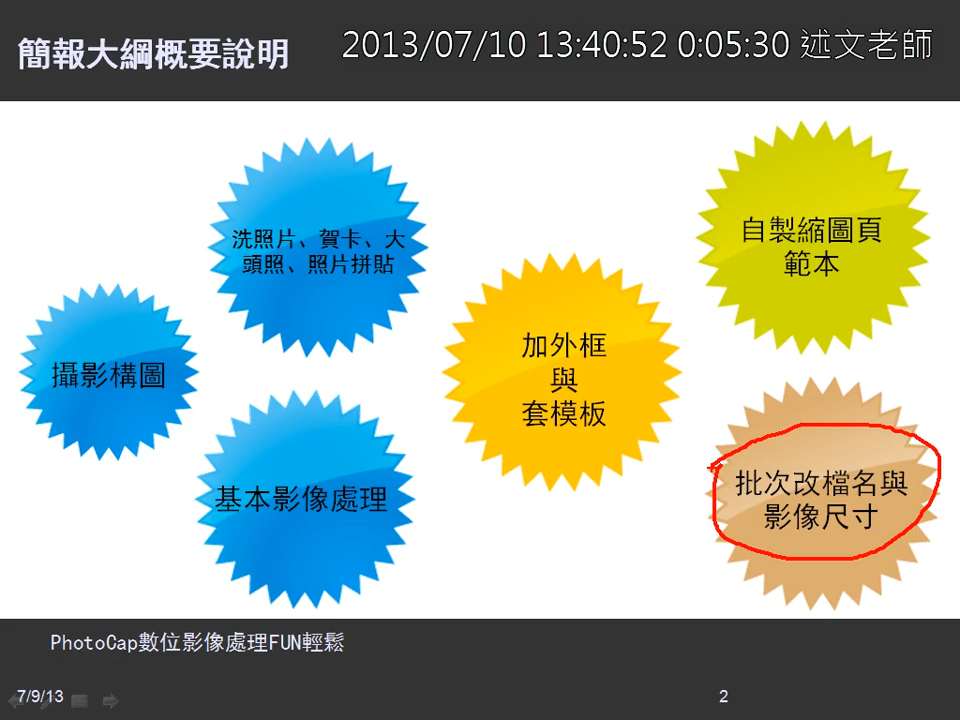 簡報大綱概要說明
2013/07/10 13:40:52 0:05:30 述文老師
洗照片、賀卡、大
頭照、照片拼貼
自製縮圖頁
範本
攝影構圖
加外框
與
套模板
基本影像處理
批次改檔名與
影像尺寸
PhotoCap數位影像處理FUN輕鬆
7/9/13
2